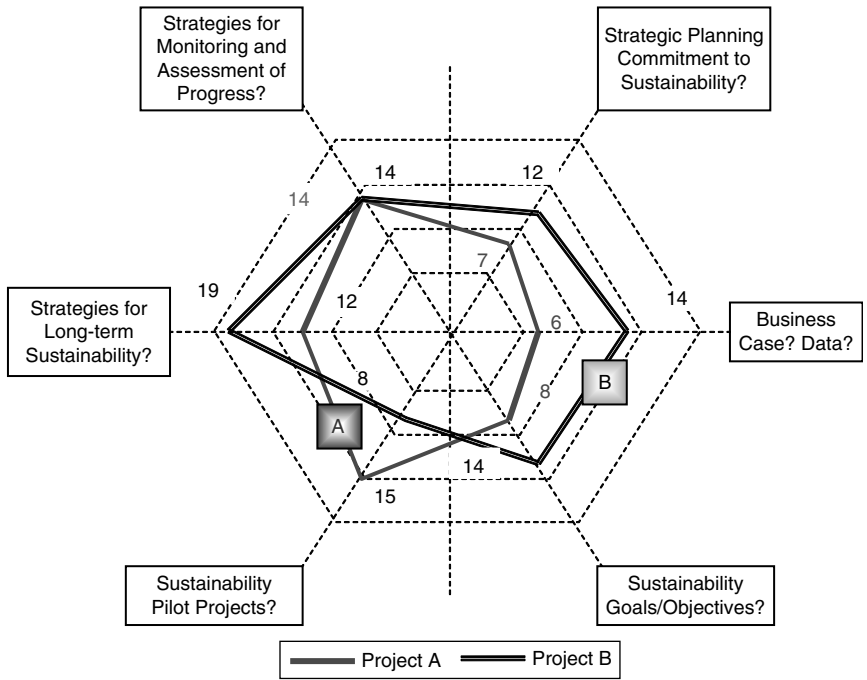 Strategies for
Monitoring and
Assessment of
Progress?
Strategic Planning
Commitment to
Sustainability?
14
12
14
7
19
14
Strategies for
Long-term
Sustainability?
12
6
Business
Case? Data?
8
8
B
A
14
15
Sustainability
Pilot Projects?
Sustainability
Goals/Objectives?
Project A
Project B